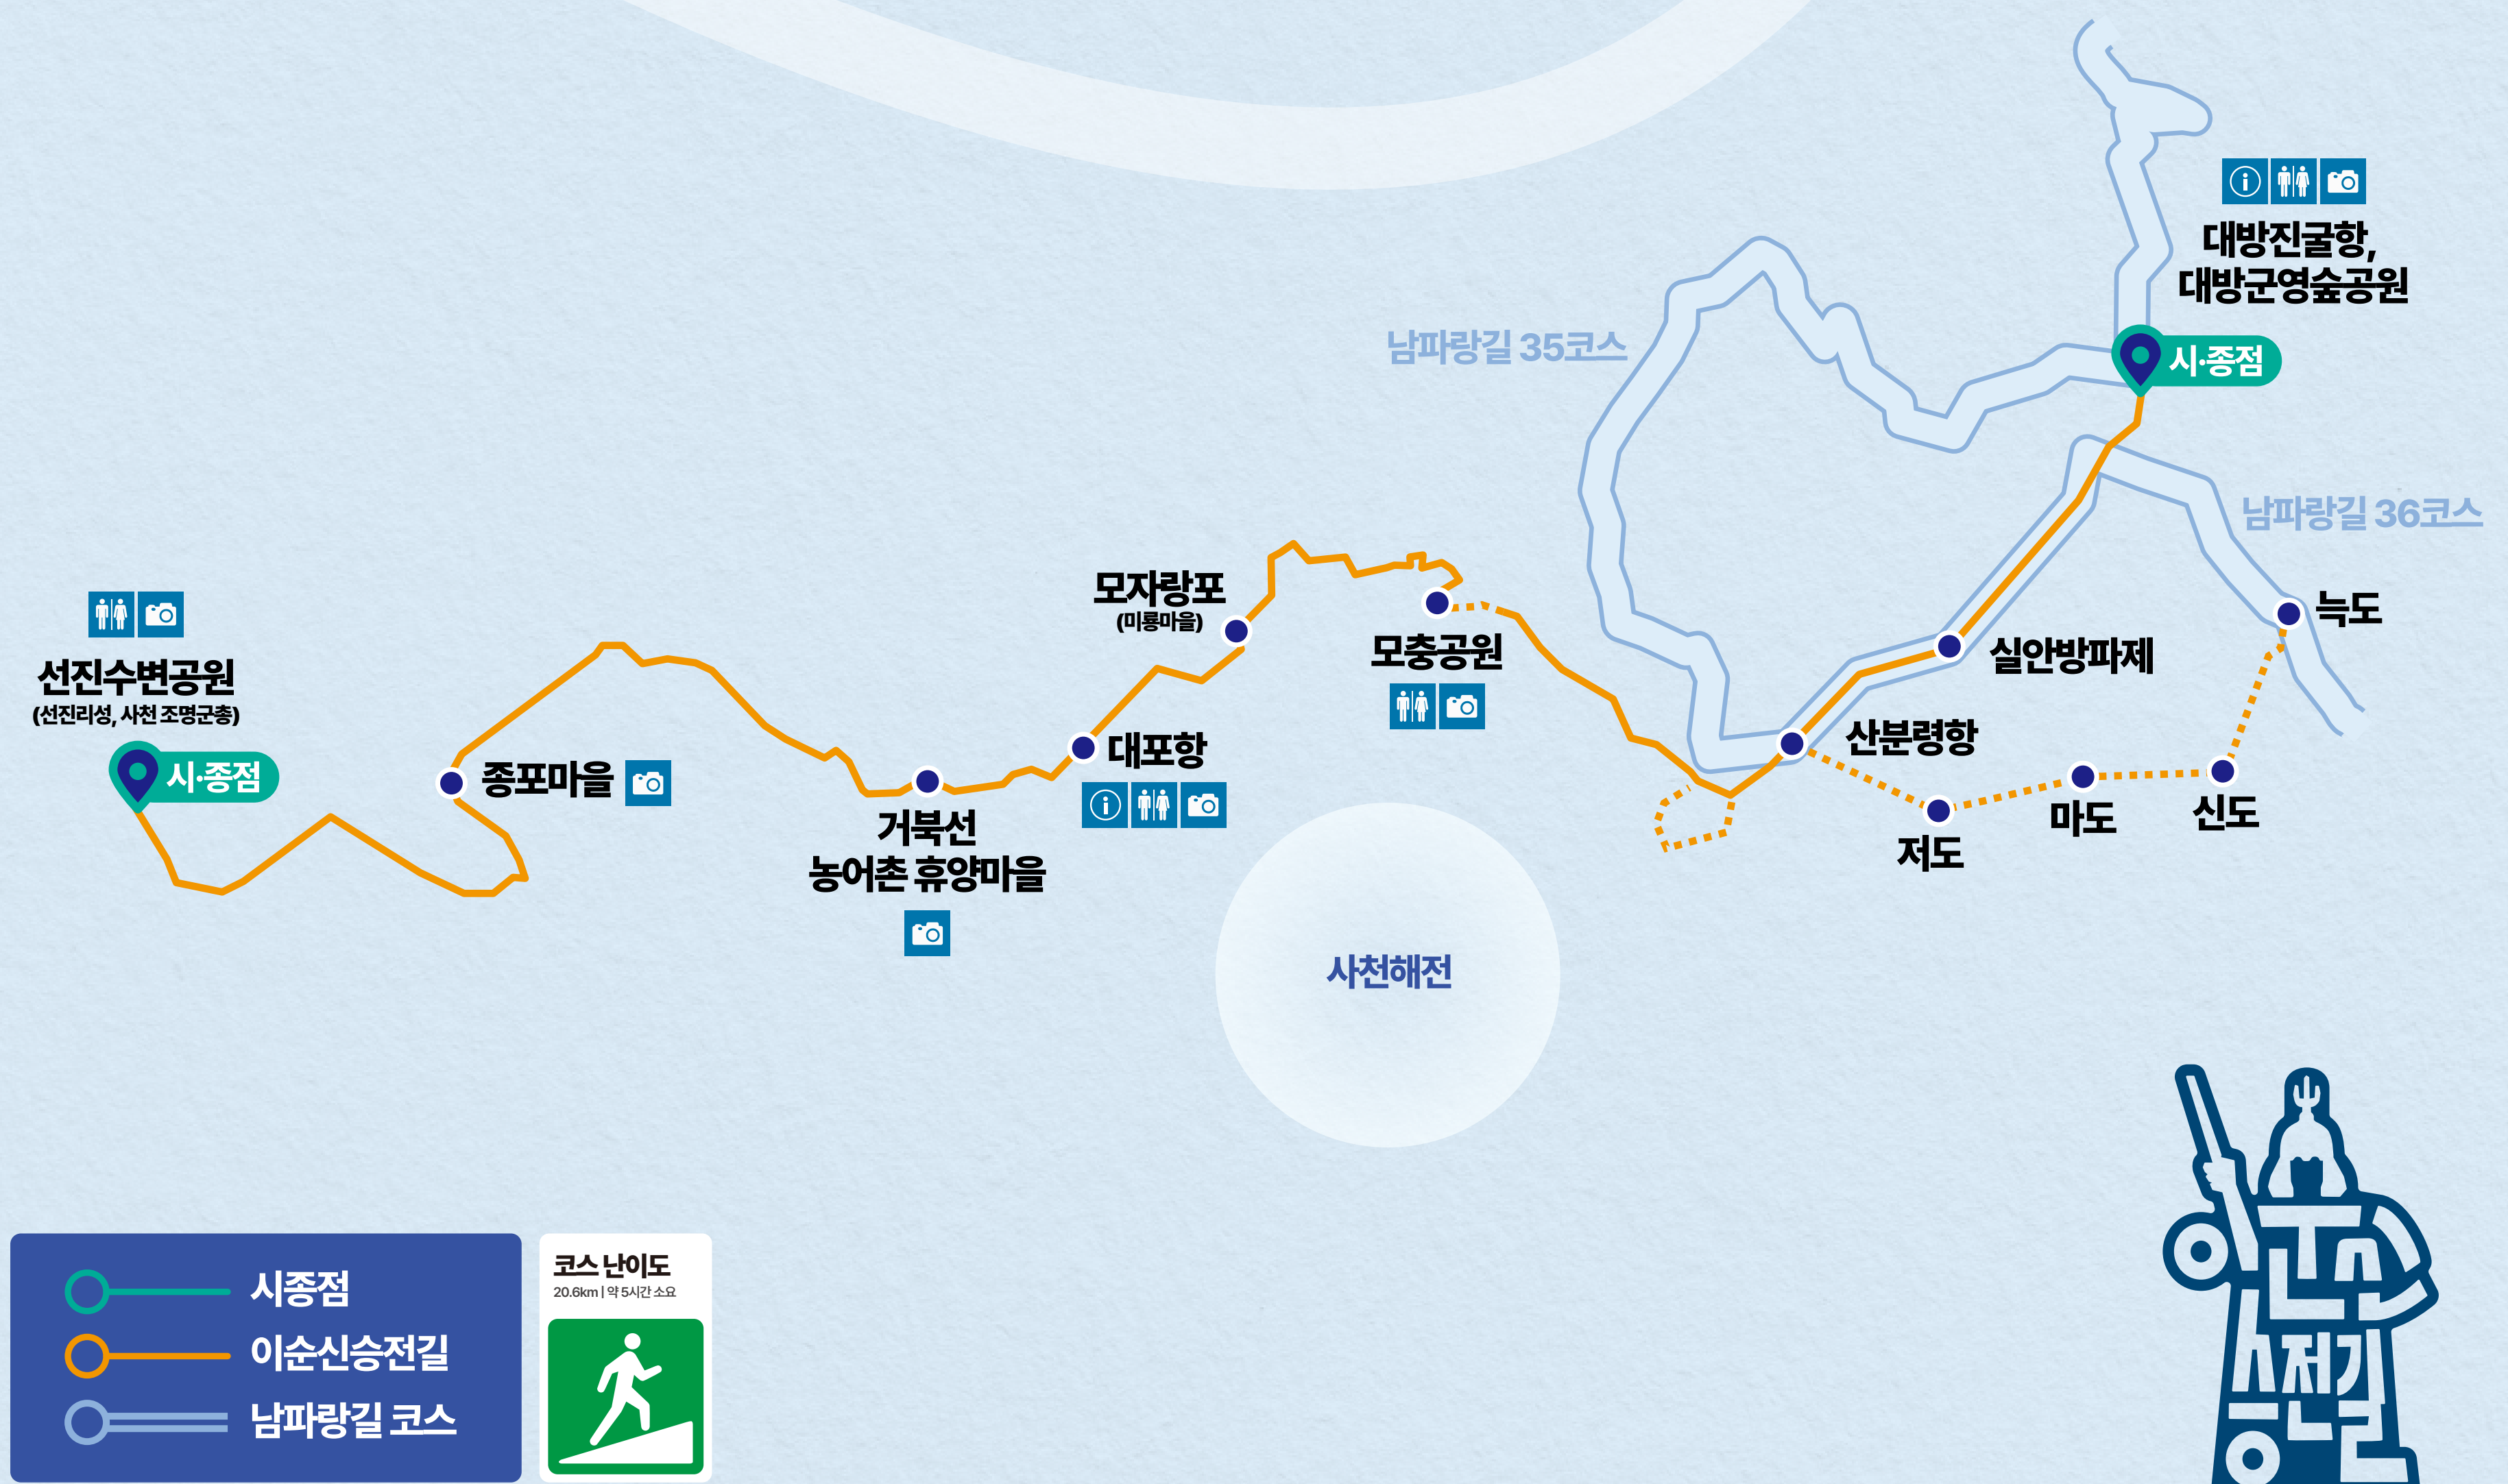 대방진굴항,
대방군영숲공원
시·종점
남파랑길 35코스
남파랑길 36코스
늑도
실안방파제
산분령항
저도
마도
신도
모자랑포
(미룡마을)
모충공원
대포항
선진수변공원
(선진리성, 사천 조명군총)
시·종점
종포마을
거북선
농어촌 휴양마을
사천해전
시종점
이순신승전길
남파랑길 코스
코스 난이도
20.6km | 약 5시간 소요